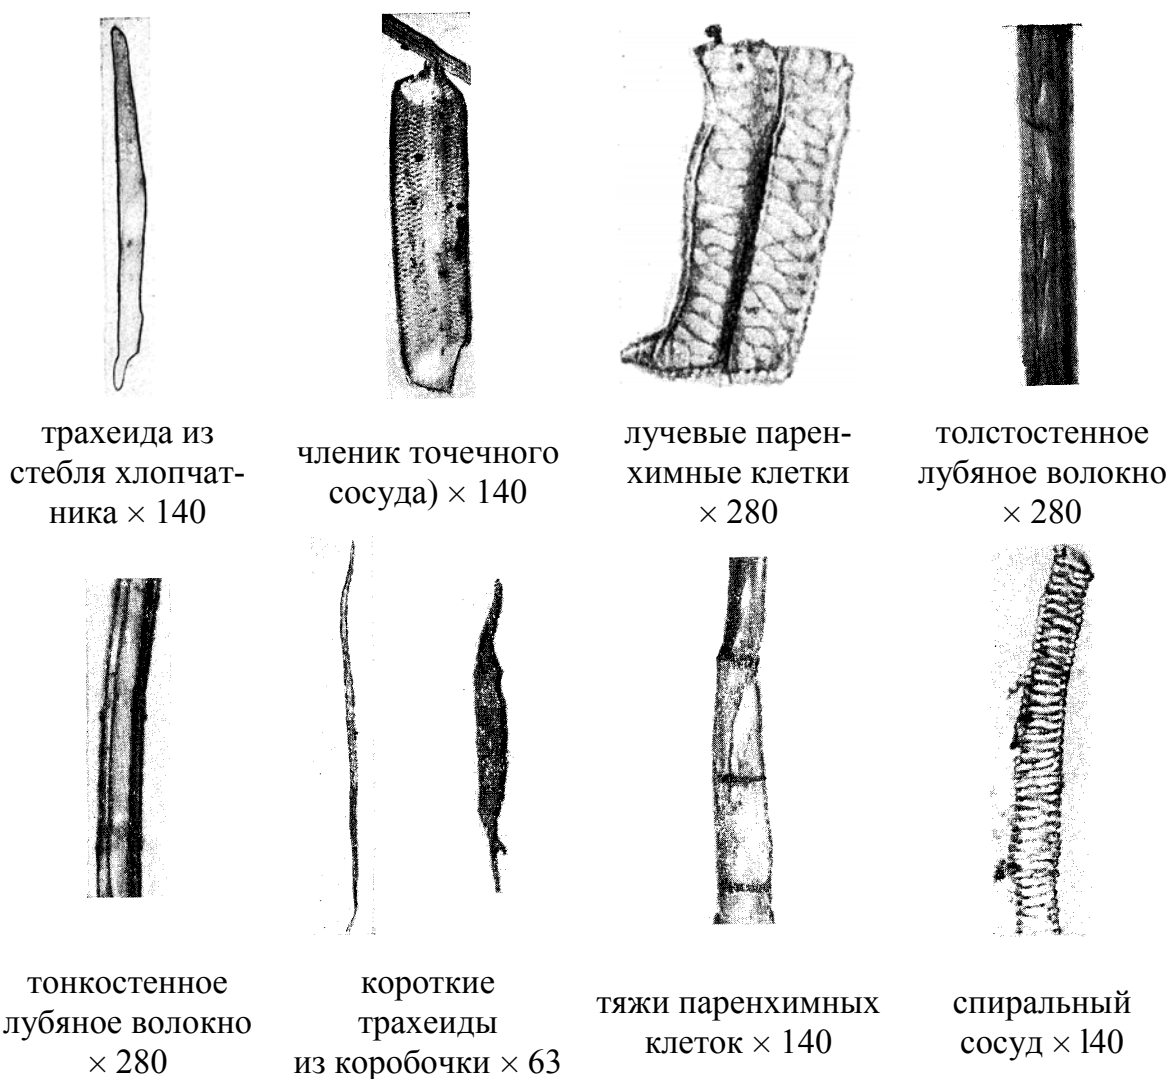 трахеида из
стебля хлопчат-
ника × 140
членик точечного
сосуда) × 140
лучевые парен-
химные клетки
× 280
толстостенное
лубяное волокно
× 280
тонкостенное
лубяное волокно
× 280
короткие
трахеиды
из коробочки × 63
тяжи паренхимных
клеток × 140
спиральный
сосуд × l40